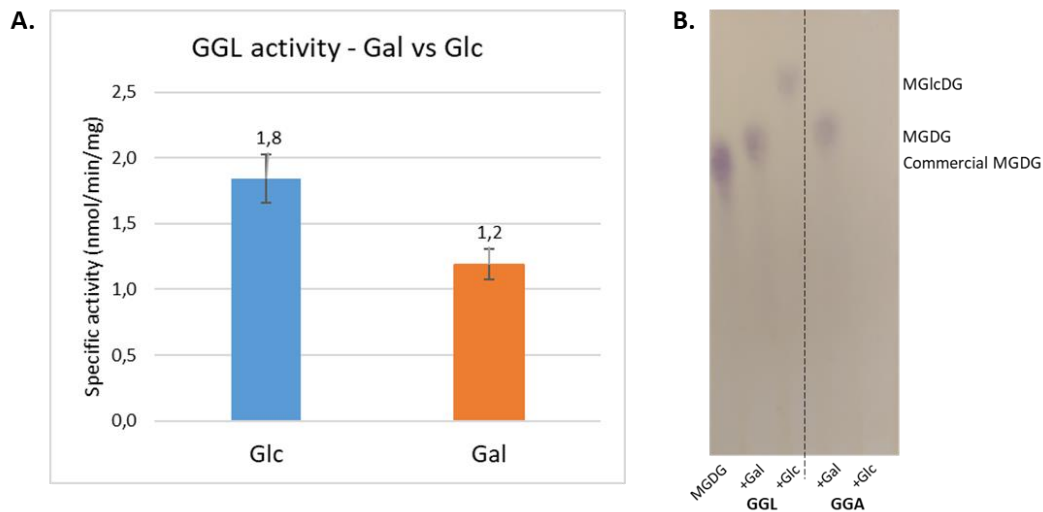 A.
GGL activity - Gal vs Glc
Specific activity (nmol/min/mg)
2,5
2,0
1,5
1,0
0,5
0,0
1,8
1,2
Glc
Gal
B.
MGlcDG
MGDG
Commercial MGDG
MGDG
+Gal
+Glc
+Gal
+Glc
GGL
GGA